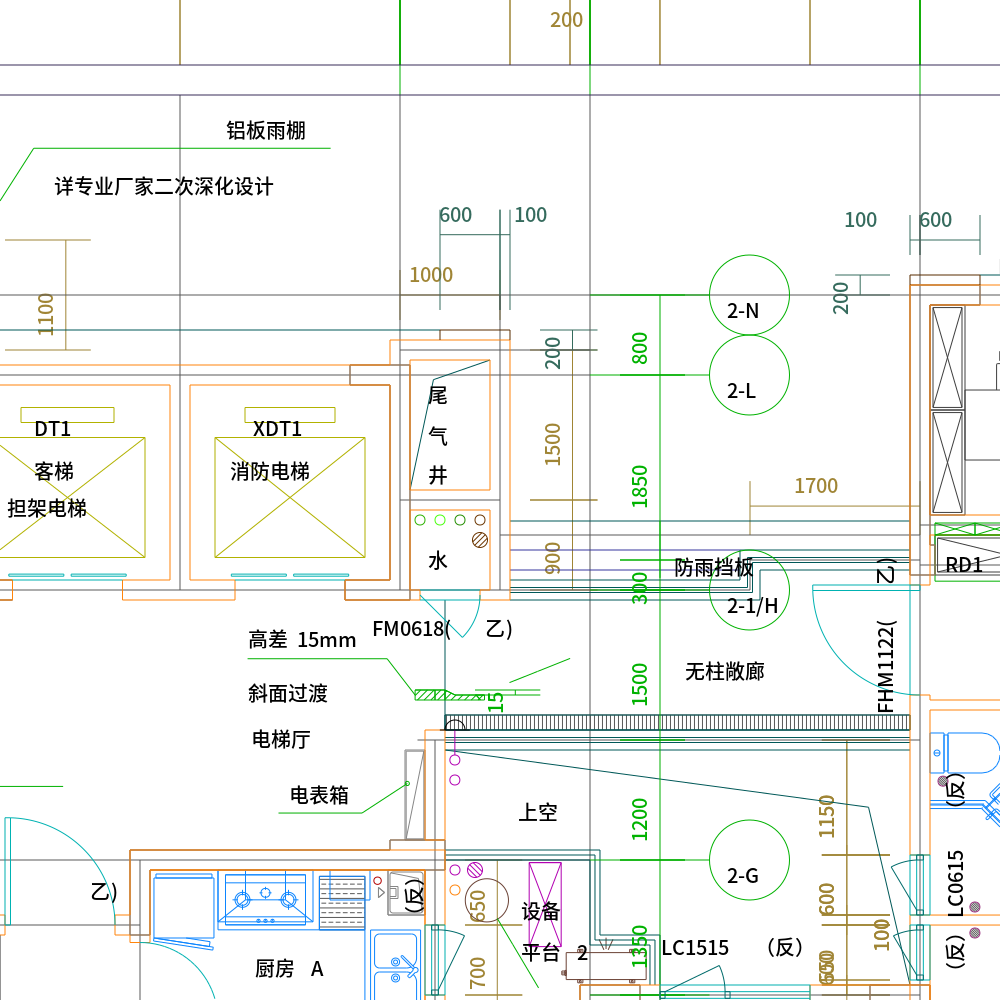 200
铝板雨棚
详专业厂家二次深化设计
600
100
100
600
1000
200
1100
2-N
800
200
2-L
尾
气
井
DT1
XDT1
客梯
消防电梯
担架电梯
1500
1850
1700
水
900
300
防雨挡板
2-1/H
乙)
RD1
高差 15mm
FM0618( 乙)
FHM1122(
无柱敞廊
1500
斜面过渡
15
电梯厅
电表箱
上空
1200
1150
(反)
2-G
乙)
(反)
650
设备
平台 2
600
100
LC0615
厨房 A
700
1350
LC1515 (反)
650
(反)